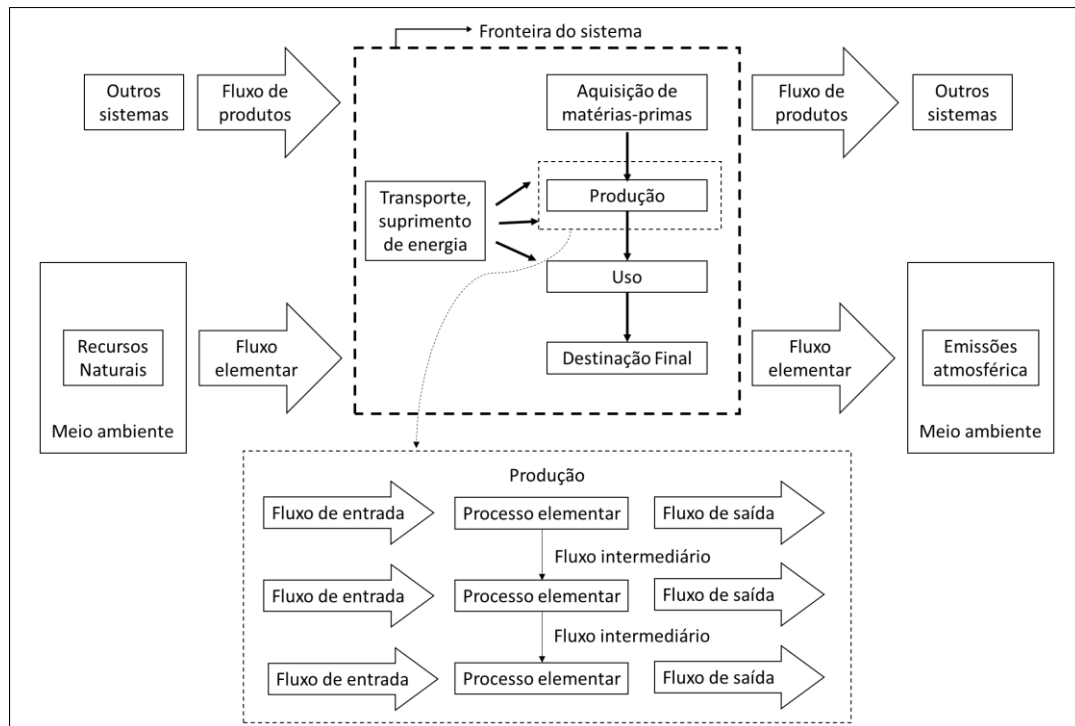 Fronteira do sistema
Outros
sistemas
Fluxo de
produtos
Aquisição de
matérias-primas
Fluxo de
produtos
Outros
sistemas
Transporte,
suprimento
de energia
Produção
Uso
Destinação Final
Recursos
Naturais
Meio ambiente
Fluxo
elementar
Fluxo
elementar
Emissões
atmosférica
Meio ambiente
Produção
Fluxo de entrada
Processo elementar
Fluxo de saída
Fluxo intermediário
Fluxo de entrada
Processo elementar
Fluxo de saída
Fluxo intermediário
Fluxo de entrada
Processo elementar
Fluxo de saída